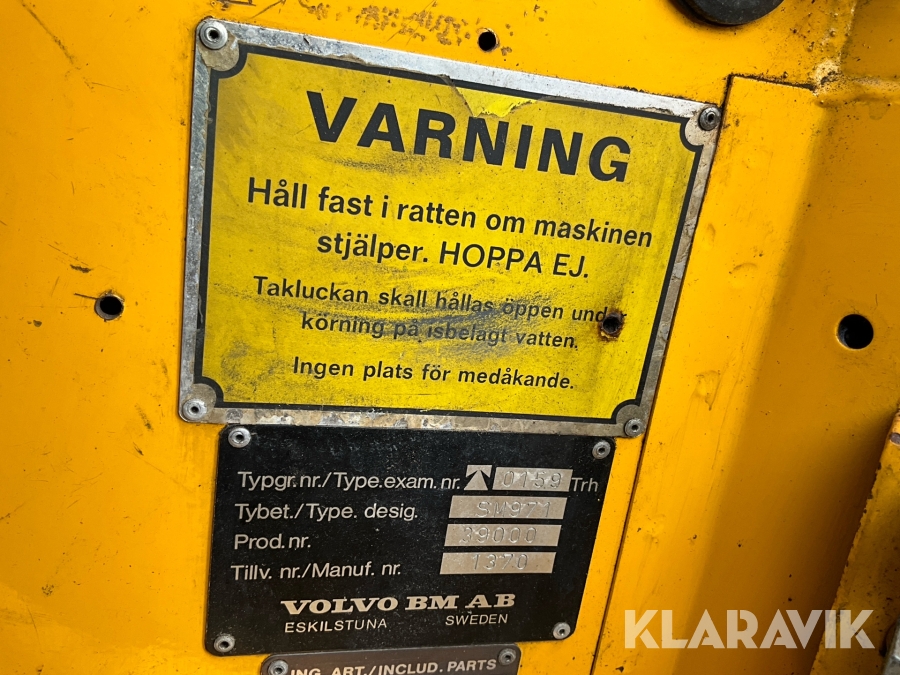 VARNING
Håll fast i ratten om maskinen
stjälper. HOPPA EJ.
Takluckan skall hållas öppen under
körning på isbelagt vatten.
Ingen plats för medåkande.
Typgr.nr./Type.exam.nr. 0159 Trh
Tybet./Type. desig. SM971
Prod.nr. 39000
Tillv. nr./Manuf. nr. 1370
VOLVO BM AB
ESKILSTUNA SWEDEN
ING. ART./INCLUD. PARTS
KLARAVIK